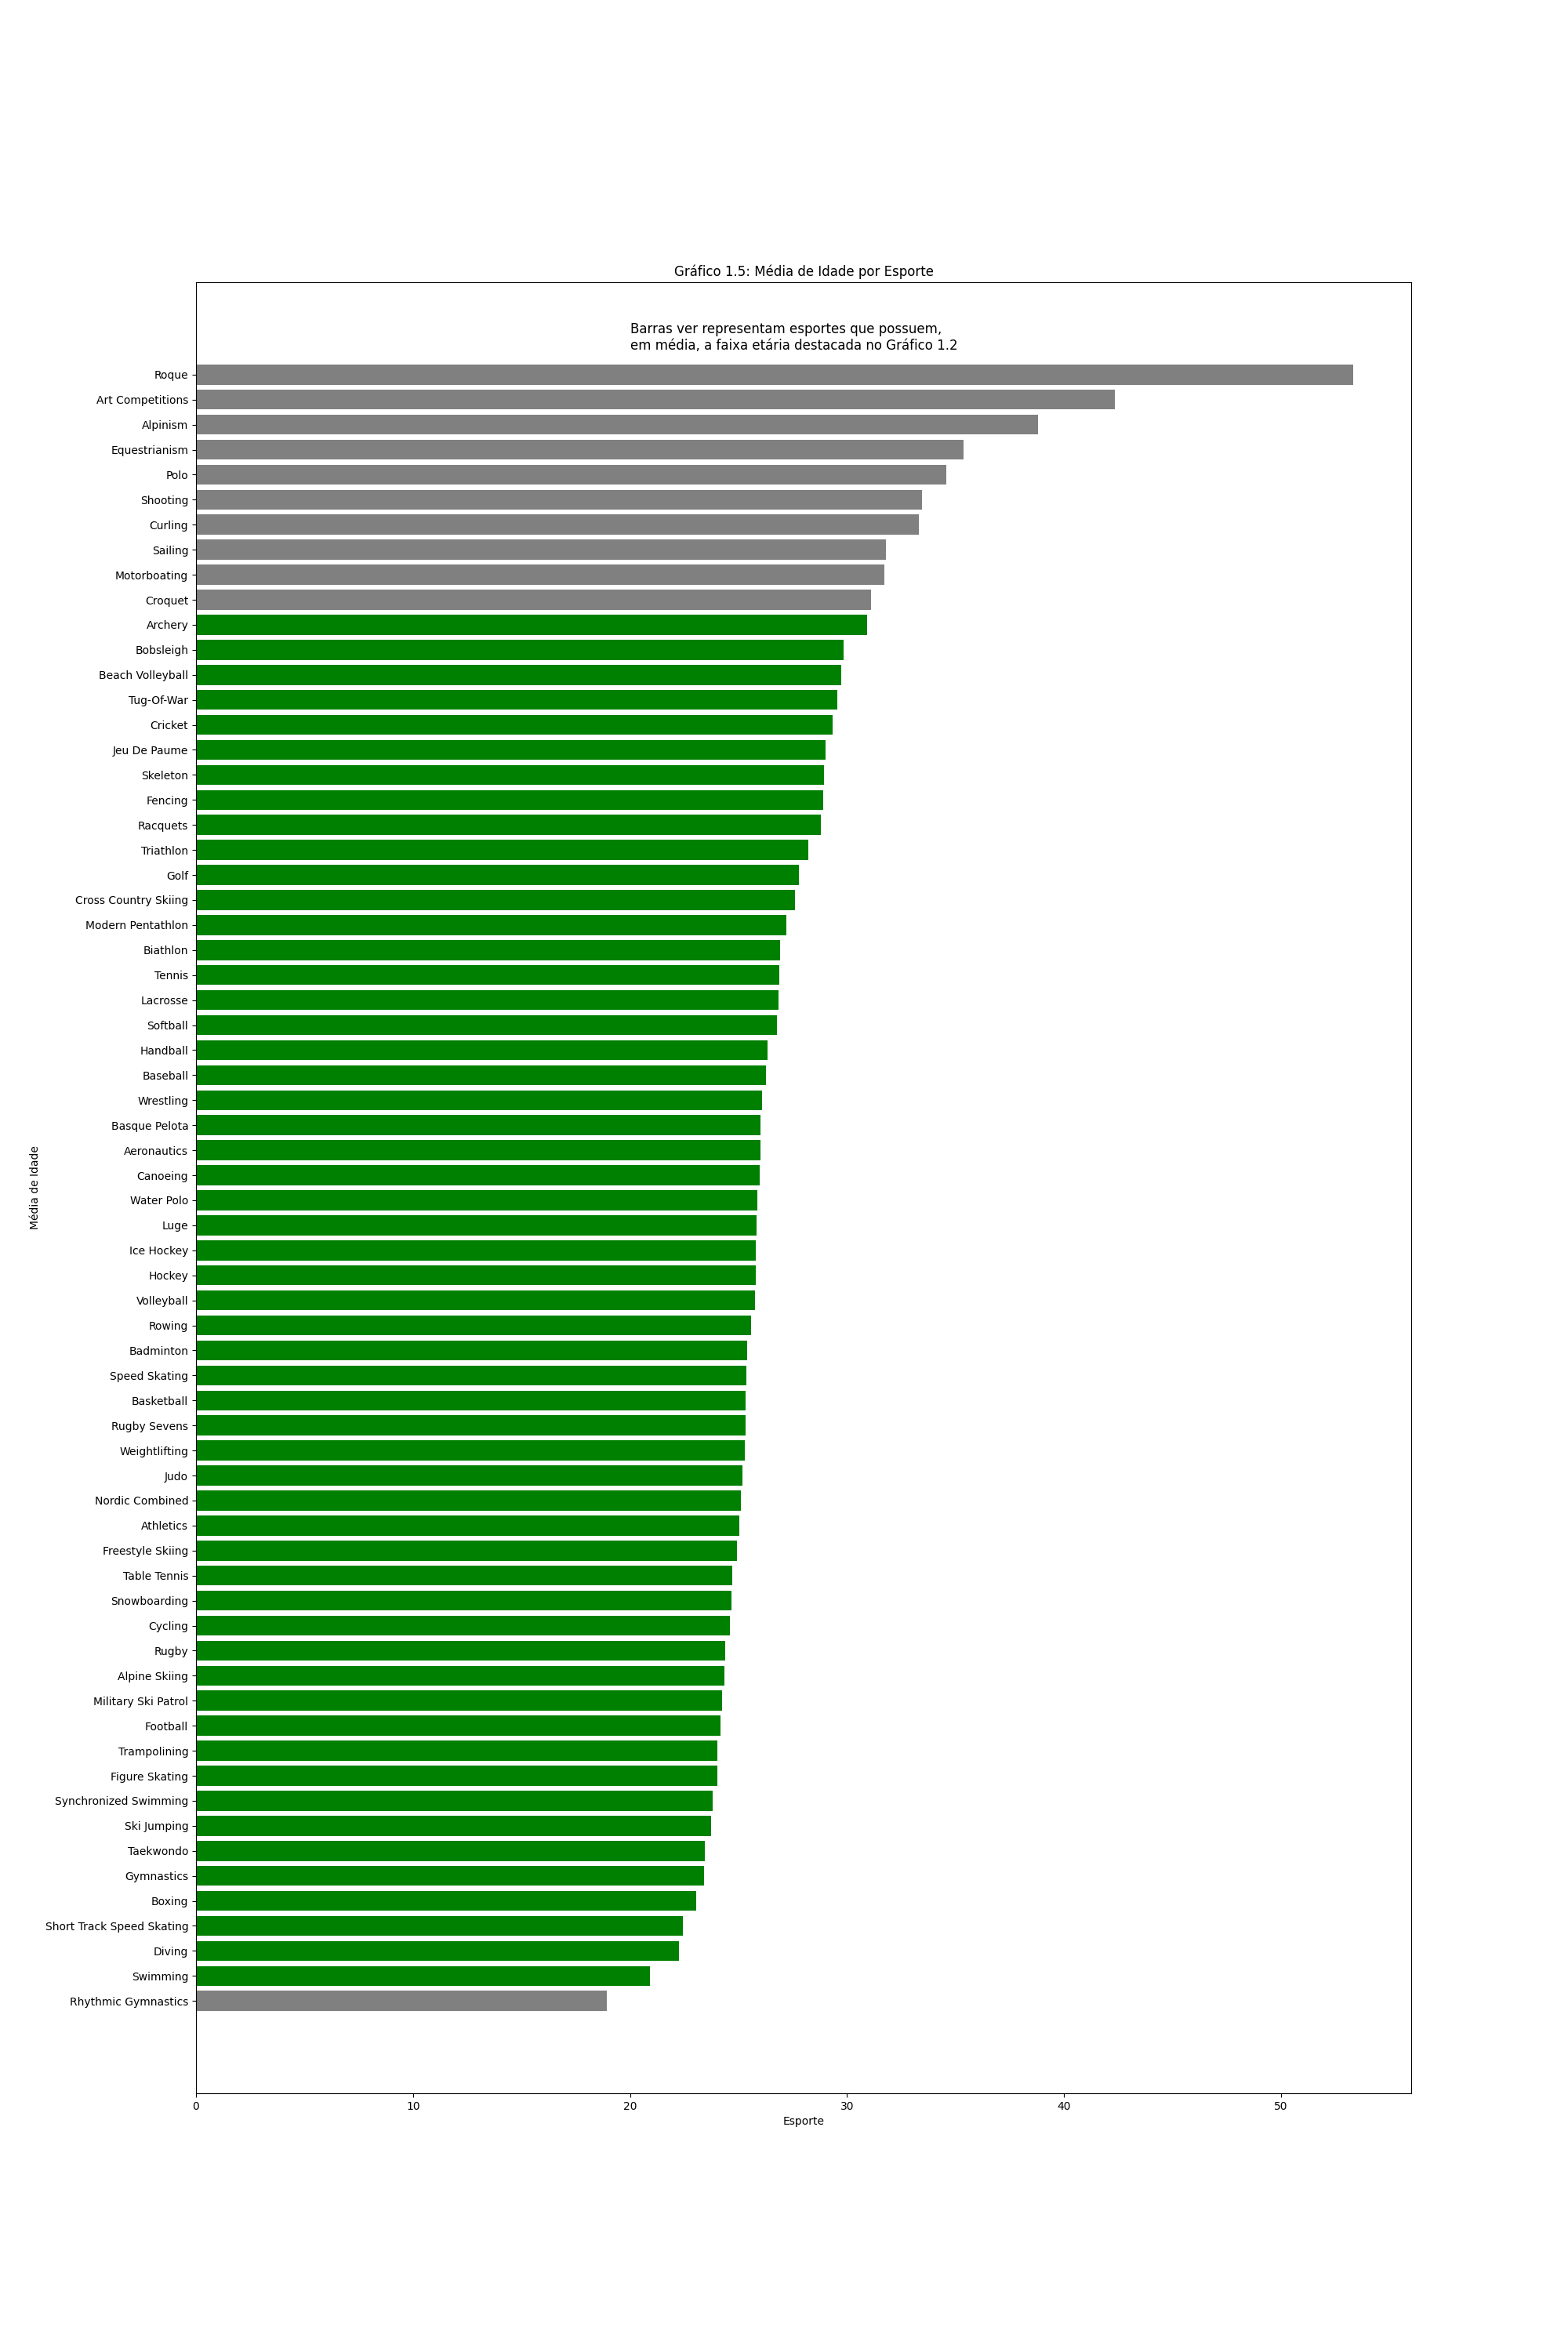 Gráfico 1.5: Média de Idade por Esporte
Barras ver representam esportes que possuem,
em média, a faixa etária destacada no Gráfico 1.2
Roque
Art Competitions
Alpinism
Equestrianism
Polo
Shooting
Curling
Sailing
Motorboating
Croquet
Archery
Bobsleigh
Beach Volleyball
Tug-Of-War
Cricket
Jeu De Paume
Skeleton
Fencing
Racquets
Triathlon
Golf
Cross Country Skiing
Modern Pentathlon
Biathlon
Tennis
Lacrosse
Softball
Handball
Baseball
Wrestling
Basque Pelota
Aeronautics
Canoeing
Water Polo
Luge
Ice Hockey
Hockey
Volleyball
Rowing
Badminton
Speed Skating
Basketball
Rugby Sevens
Weightlifting
Judo
Nordic Combined
Athletics
Freestyle Skiing
Table Tennis
Snowboarding
Cycling
Rugby
Alpine Skiing
Military Ski Patrol
Football
Trampolining
Figure Skating
Synchronized Swimming
Ski Jumping
Taekwondo
Gymnastics
Boxing
Short Track Speed Skating
Diving
Swimming
Rhythmic Gymnastics
Média de Idade
0 10 20 30 40 50
Esporte